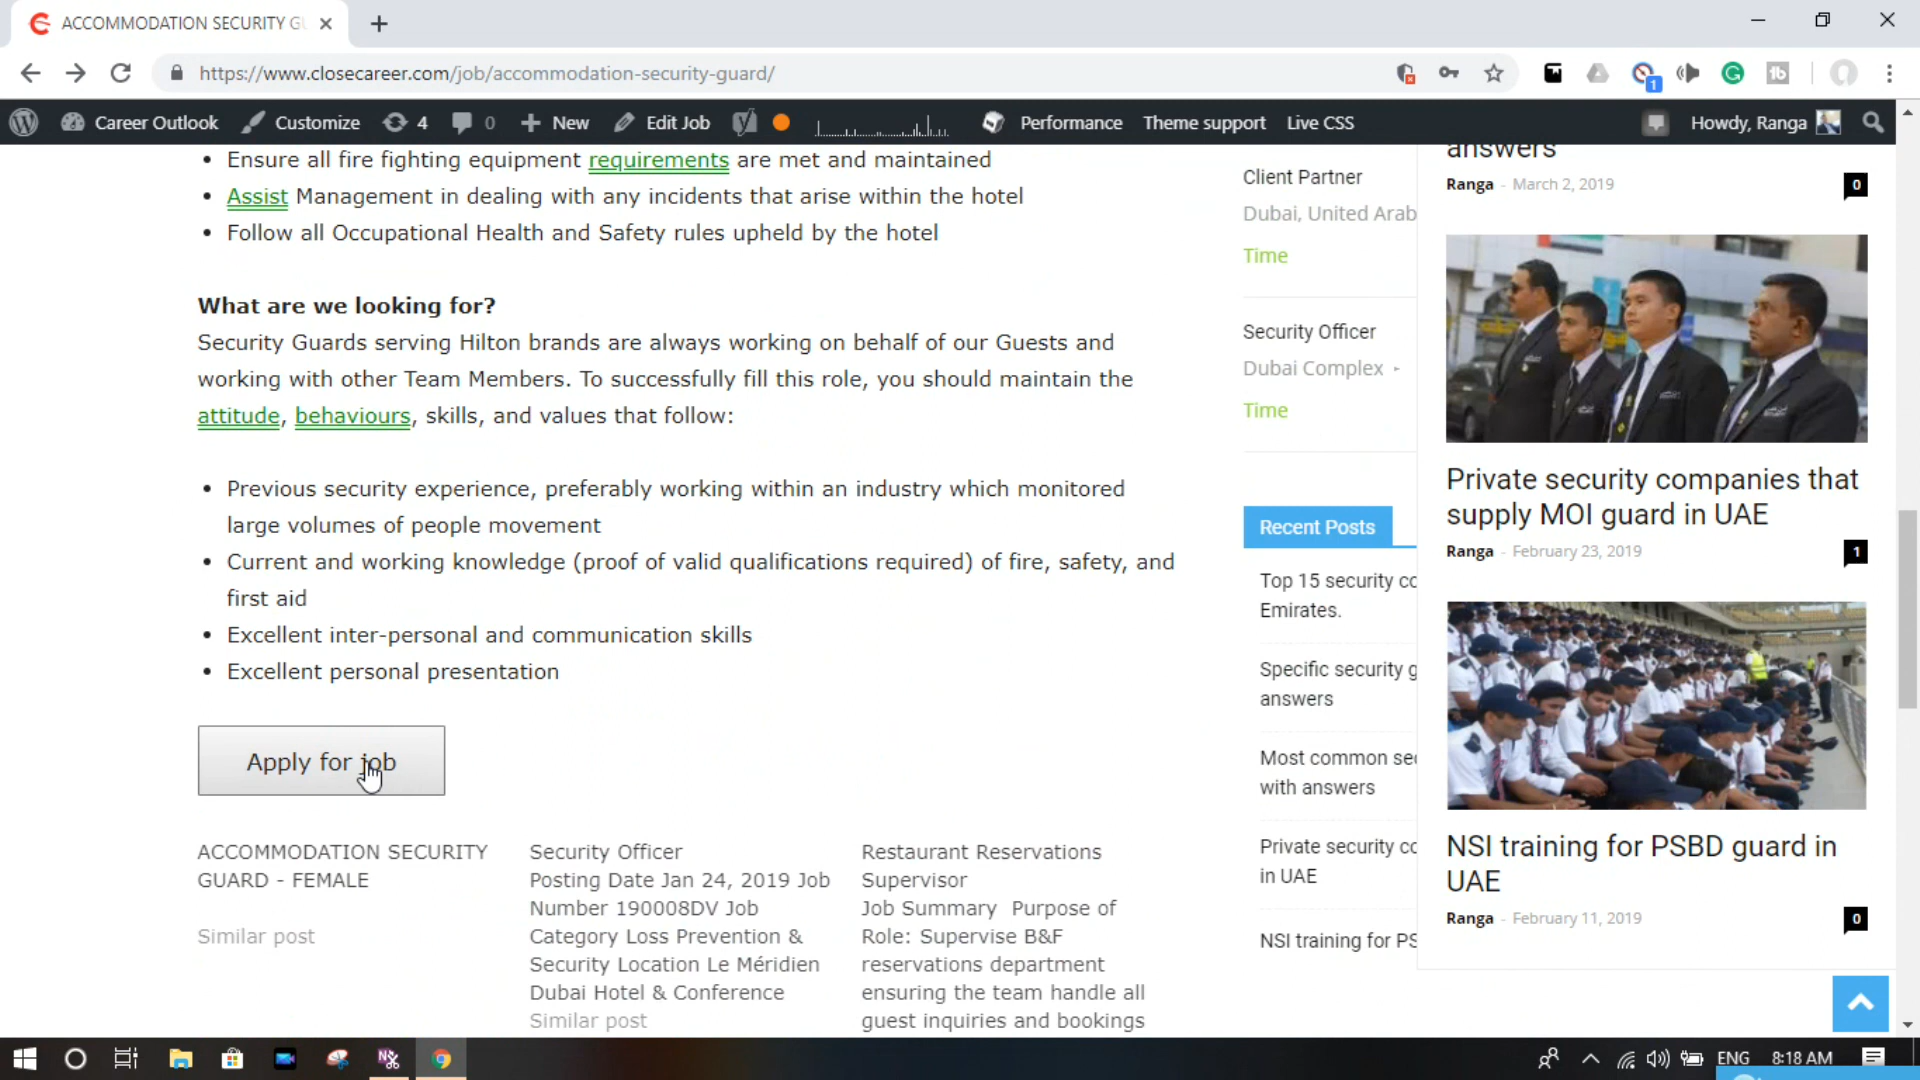 ACCOMMODATION SECURITY G
https://www.closecareer.com/job/accommodation-security-guard/
1
Career Outlook
Customize
4
0
New
Edit Job
Performance
Theme support
Live CSS
Howdy, Ranga
Ensure all fire fighting equipment requirements are met and maintained
Assist Management in dealing with any incidents that arise within the hotel
Follow all Occupational Health and Safety rules upheld by the hotel
What are we looking for?
Security Guards serving Hilton brands are always working on behalf of our Guests and
working with other Team Members. To successfully fill this role, you should maintain the
attitude, behaviours, skills, and values that follow:
Previous security experience, preferably working within an industry which monitored
large volumes of people movement
Current and working knowledge (proof of valid qualifications required) of fire, safety, and
first aid
Excellent inter-personal and communication skills
Excellent personal presentation
Apply for job
ACCOMMODATION SECURITY
GUARD - FEMALE
Similar post
Security Officer
Posting Date Jan 24, 2019 Job
Number 190008DV Job
Category Loss Prevention &
Security Location Le Méridien
Dubai Hotel & Conference
Similar post
Restaurant Reservations
Supervisor
Job Summary Purpose of
Role: Supervise B&F
reservations department
ensuring the team handle all
guest inquiries and bookings
Client Partner
Dubai, United Arab
Time
Security Officer
Dubai Complex
Time
Recent Posts
Top 15 security co
Emirates.
Specific security g
answers
Most common se
with answers
Private security co
in UAE
NSI training for PS
answers
Ranga - March 2, 2019
0
Private security companies that
supply MOI guard in UAE
Ranga - February 23, 2019
1
NSI training for PSBD guard in
UAE
Ranga - February 11, 2019
0
ENG
8:18 AM